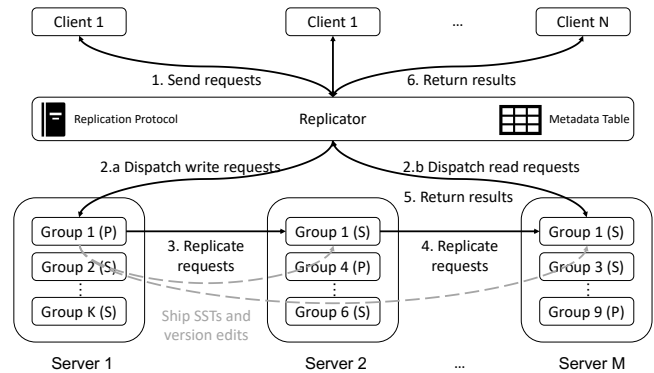 Client 1
Client 1
...
Client N
1. Send requests
6. Return results
Replication Protocol
Replicator
Metadata Table
2.a Dispatch write requests
2.b Dispatch read requests
5. Return results
Group 1 (P)
Group 1 (S)
Group 1 (S)
3. Replicate
requests
4. Replicate
requests
Group 2 (S)
Group 4 (P)
Group 3 (S)
Group K (S)
Group 6 (S)
Group 9 (P)
Ship SSTs and
version edits
Server 1
Server 2
...
Server M